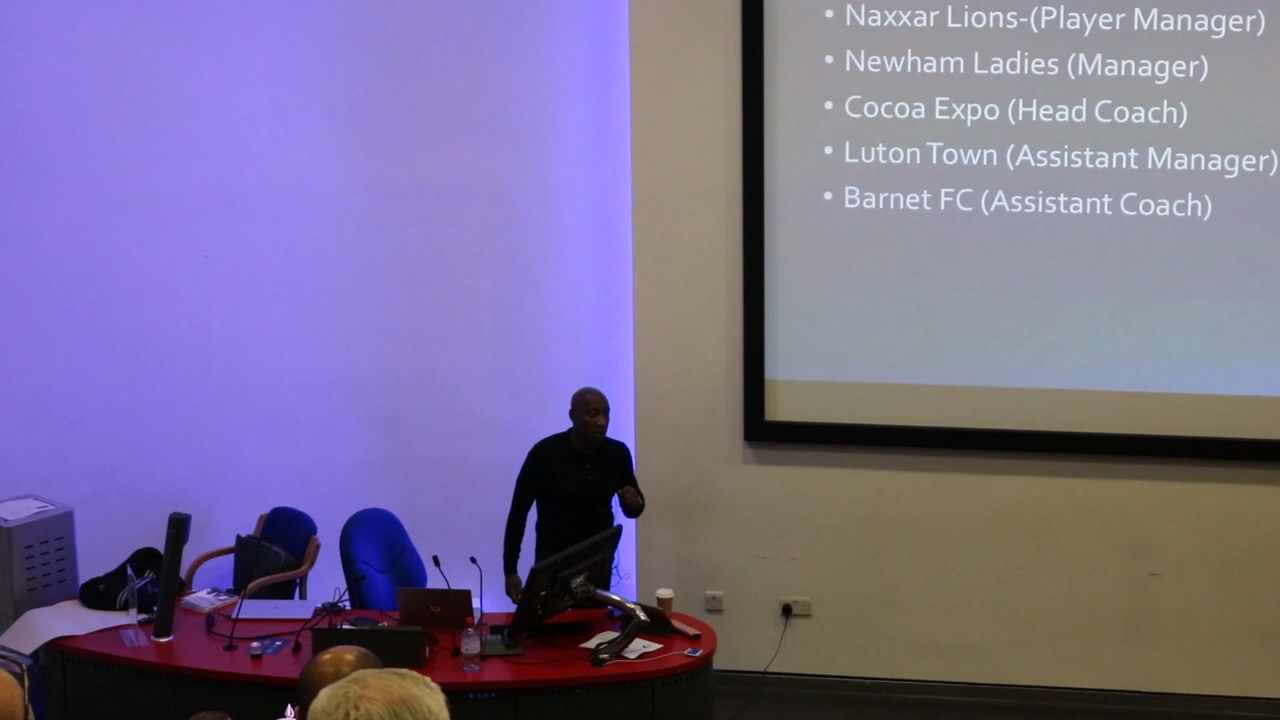 • Naxxar Lions-(Player Manager)
• Newham Ladies (Manager)
• Cocoa Expo (Head Coach)
• Luton Town (Assistant Manager)
• Barnet FC (Assistant Coach)